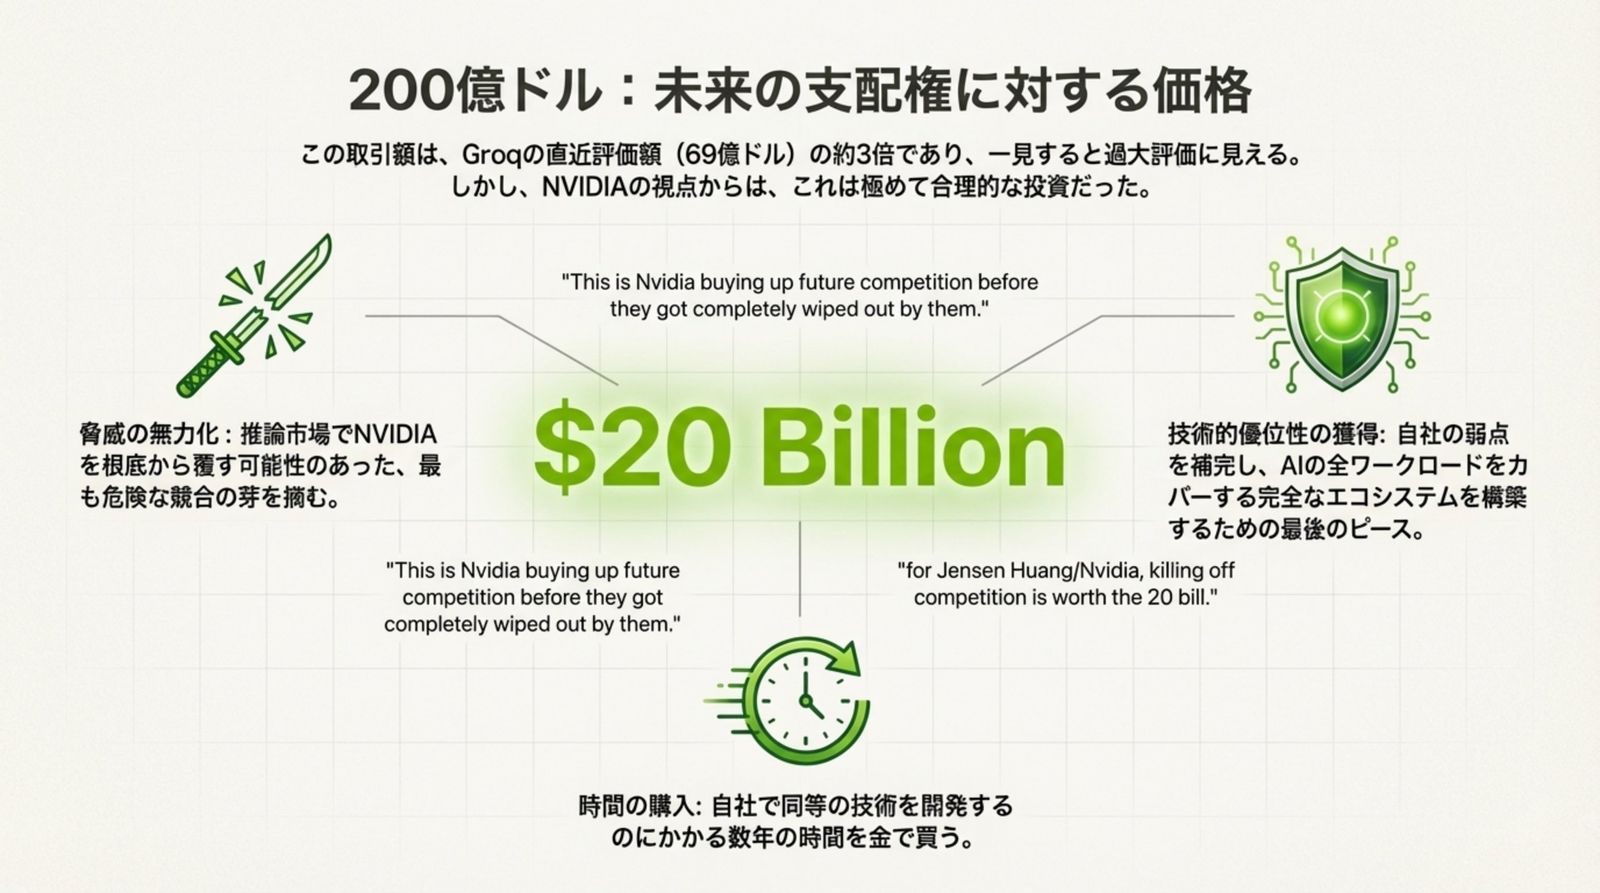 200億ドル：未来の支配権に対する価格
この取引額は、Groqの直近評価額（69億ドル）の約3倍であり、一見すると過大評価に見える。
しかし、NVIDIAの視点からは、これは極めて合理的な投資だった。
"This is Nvidia buying up future competition before
they got completely wiped out by them."
$20 Billion
脅威の無力化：推論市場でNVIDIA
を根底から覆す可能性のあった、最
も危険な競合の芽を摘む。
技術的優位性の獲得: 自社の弱点
を補完し、AIの全ワークロードをカ
バーする完全なエコシステムを構築
するための最後のピース。
"This is Nvidia buying up future
competition before they got
completely wiped out by them."
"for Jensen Huang/Nvidia, killing off
competition is worth the 20 bill."
時間の購入: 自社で同等の技術を開発する
のにかかる数年の時間を金で買う。